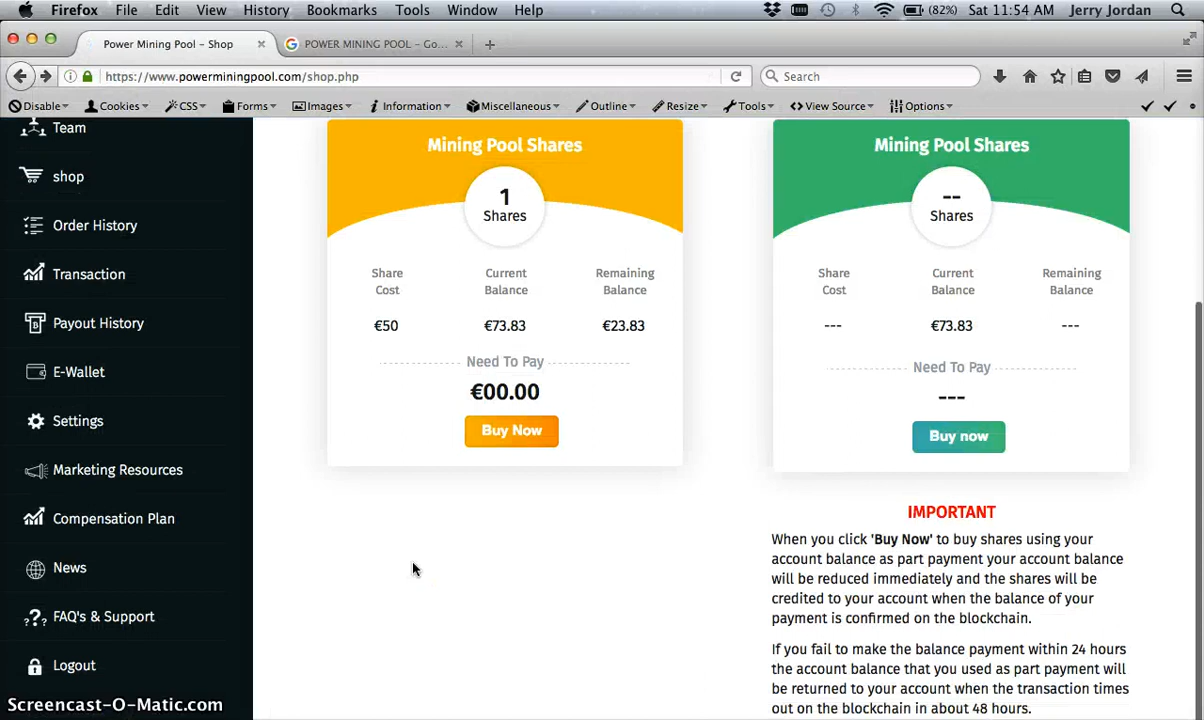 Firefox File Edit View History Bookmarks Tools Window Help (82%) Sat 11:54 AM Jerry Jordan
Power Mining Pool – Shop × POWER MINING POOL – Go... × +
https://www.powerminingpool.com/shop.php Search
Disable Cookies CSS Forms Images Information Miscellaneous Outline Resize Tools View Source Options
Team
shop
Order History
Transaction
Payout History
E-Wallet
Settings
Marketing Resources
Compensation Plan
News
FAQ's & Support
Logout
Mining Pool Shares
1
Shares
Share Cost
Current Balance
Remaining Balance
€50 €73.83 €23.83
Need To Pay
€00.00
Buy Now
Mining Pool Shares
--
Shares
Share Cost
Current Balance
Remaining Balance
--- €73.83 ---
Need To Pay
---
Buy now
IMPORTANT
When you click 'Buy Now' to buy shares using your
account balance as part payment your account balance
will be reduced immediately and the shares will be
credited to your account when the balance of your
payment is confirmed on the blockchain.
If you fail to make the balance payment within 24 hours
the account balance that you used as part payment will
be returned to your account when the transaction times
out on the blockchain in about 48 hours.
Screencast-O-Matic.com